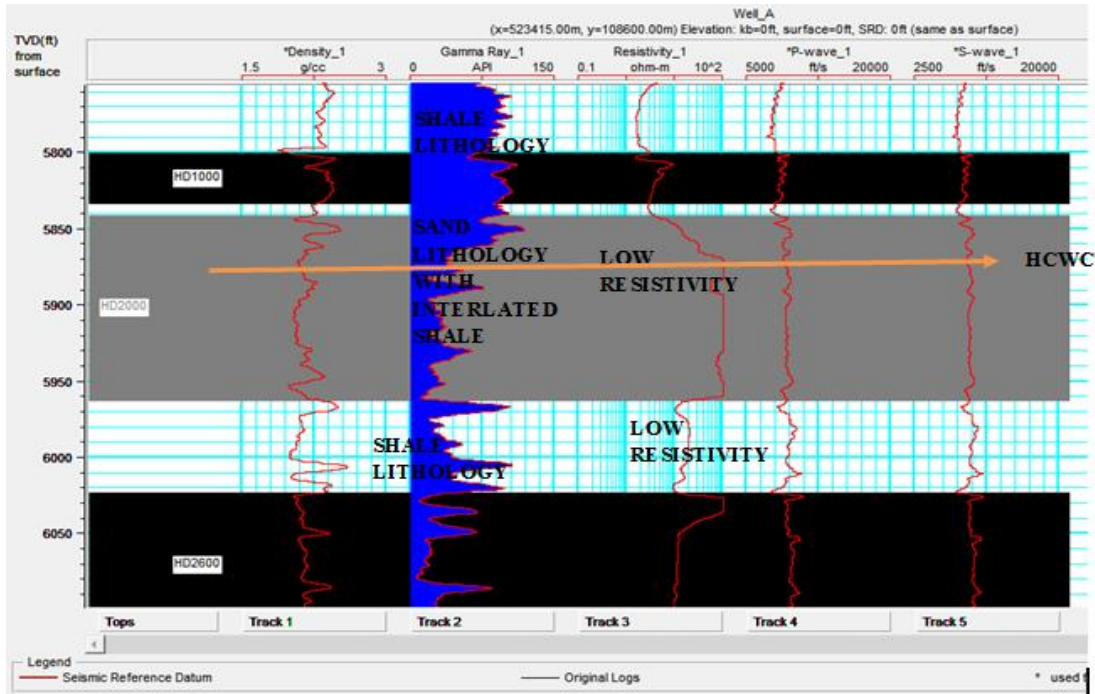 Well_A
(x=523415.00m, y=108600.00m) Elevation: kb=0ft, surface=0ft, SRD: 0ft (same as surface)
TVD(ft)
from
surface
*Density_1
1.5 g/cc 3
Gamma Ray_1
0 API 150
Resistivity_1
0.1 ohm-m 10^2
*P-wave_1
5000 ft/s 20000
*S-wave_1
2500 ft/s 20000
SHALE
LITHOLOGY
5800
HD1000
5850
SAND
LITHOLOGY
WITH
INTERLATED
SHALE
LOW
RESISTIVITY
HCWC
5900
HD2000
5950
SHALE
LITHOLOGY
LOW
RESISTIVITY
6000
6050
HD2600
Tops Track 1 Track 2 Track 3 Track 4 Track 5
Legend
Seismic Reference Datum Original Logs * used